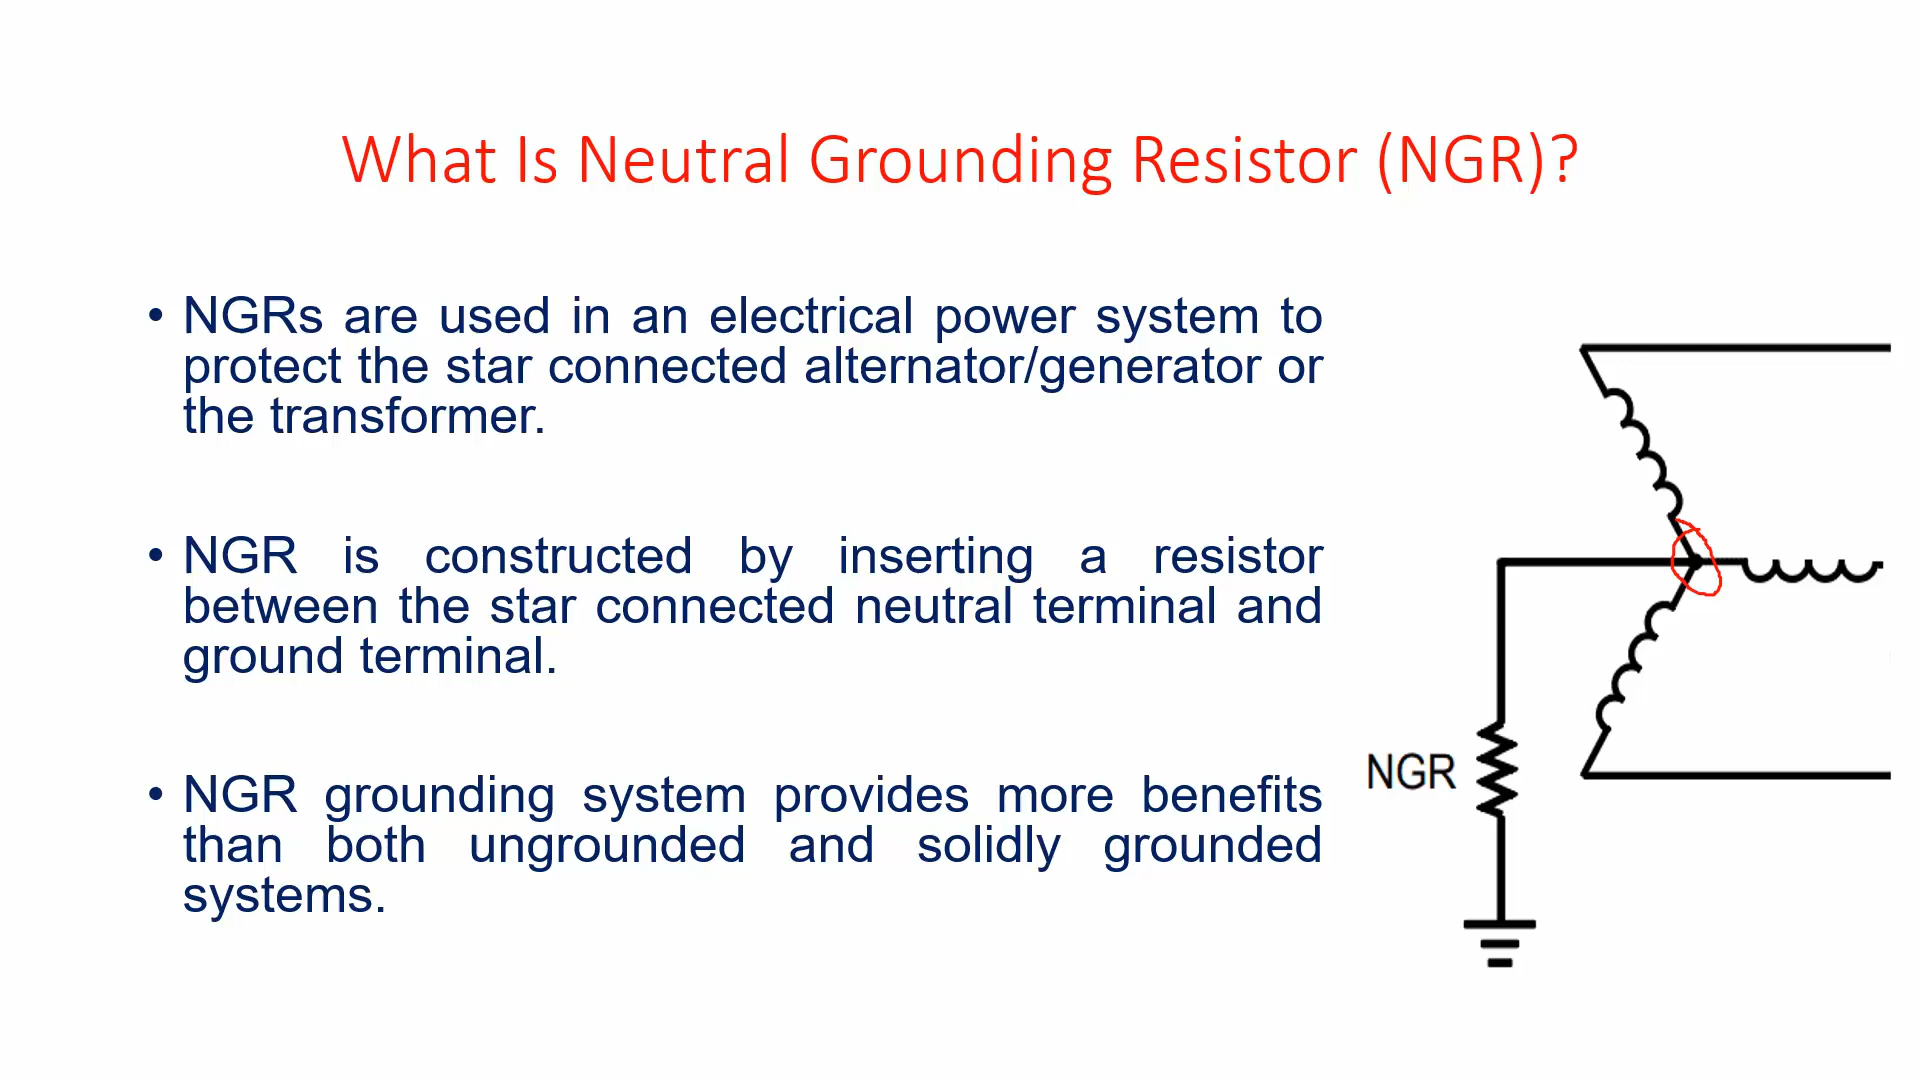 What Is Neutral Grounding Resistor (NGR)?
• NGRs are used in an electrical power system to
protect the star connected alternator/generator or
the transformer.
• NGR is constructed by inserting a resistor
between the star connected neutral terminal and
ground terminal.
• NGR grounding system provides more benefits
than both ungrounded and solidly grounded
systems.
NGR